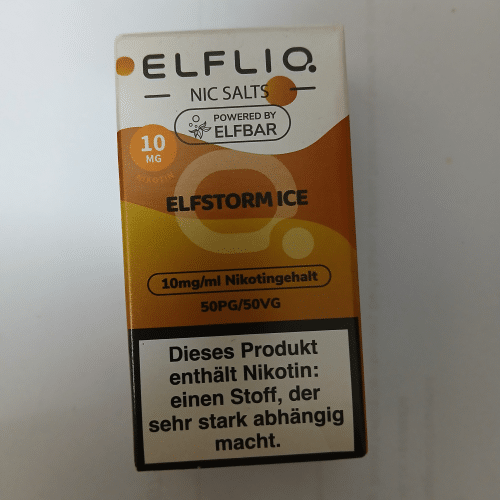 ELFLIQ
NIC SALTS
POWERED BY
ELFBAR
10
MG
NIKOTIN
ELFSTORM ICE
10mg/ml Nikotingehalt
50PG/50VG
Dieses Produkt
enthält Nikotin:
einen Stoff, der
sehr stark abhängig
macht.